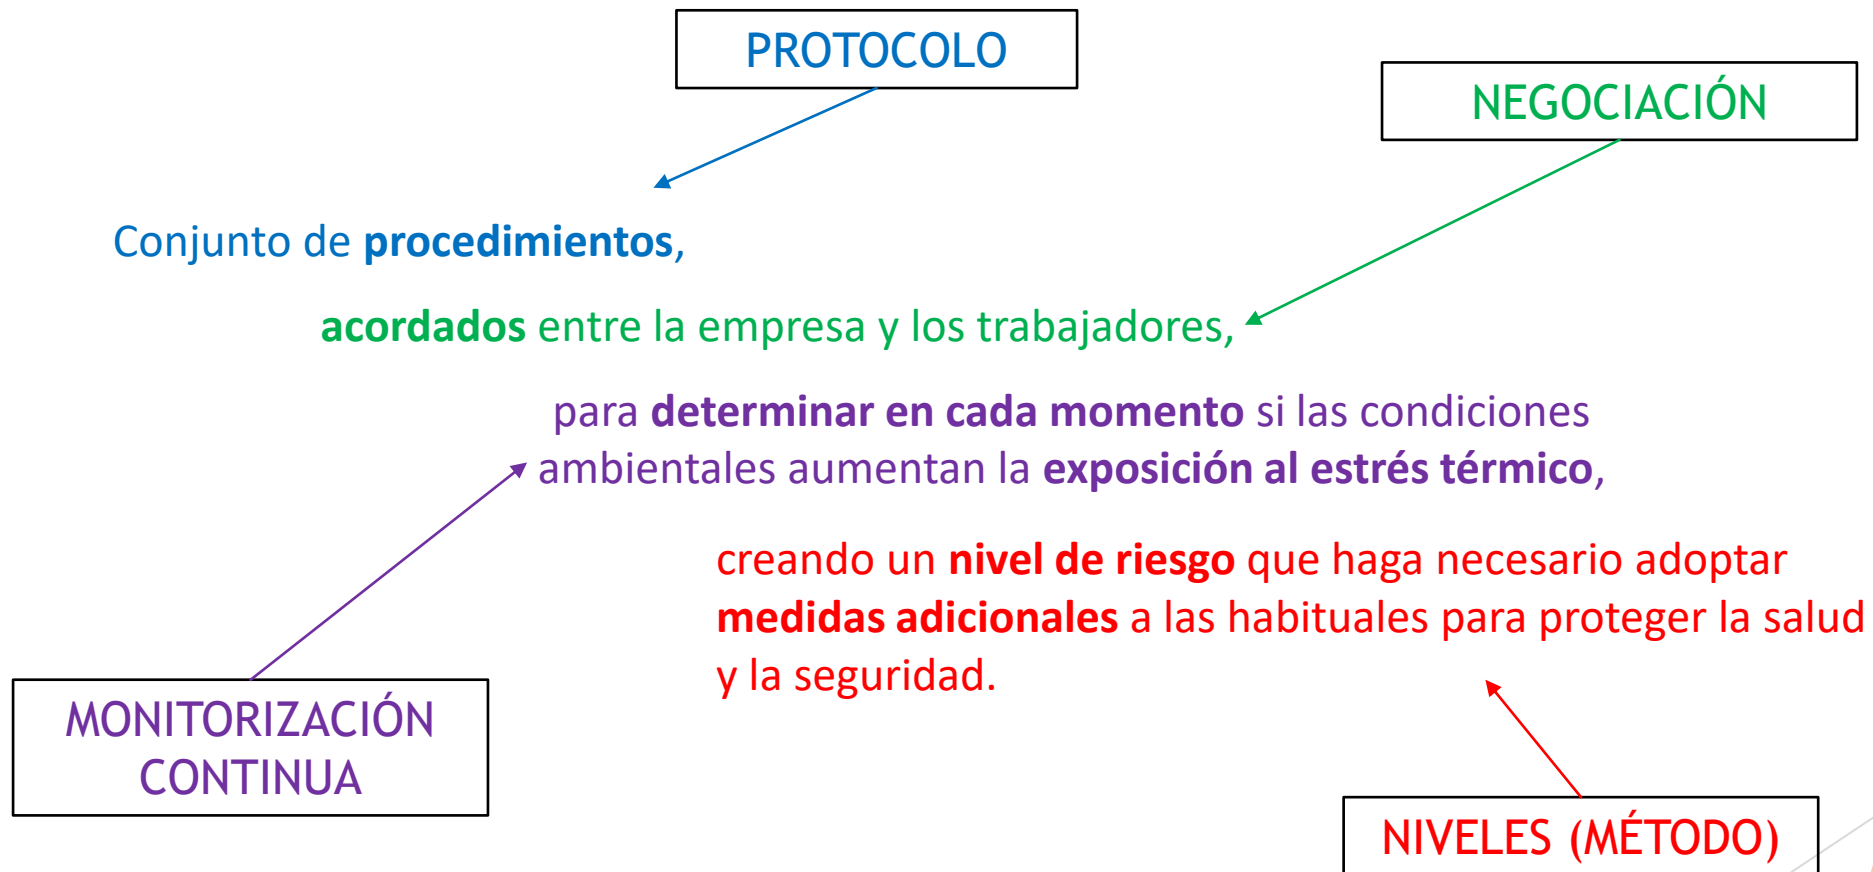 PROTOCOLO
NEGOCIACIÓN
Conjunto de procedimientos,
acordados entre la empresa y los trabajadores,
para determinar en cada momento si las condiciones
ambientales aumentan la exposición al estrés térmico,
creando un nivel de riesgo que haga necesario adoptar
medidas adicionales a las habituales para proteger la salud
y la seguridad.
MONITORIZACIÓN
CONTINUA
NIVELES (MÉTODO)